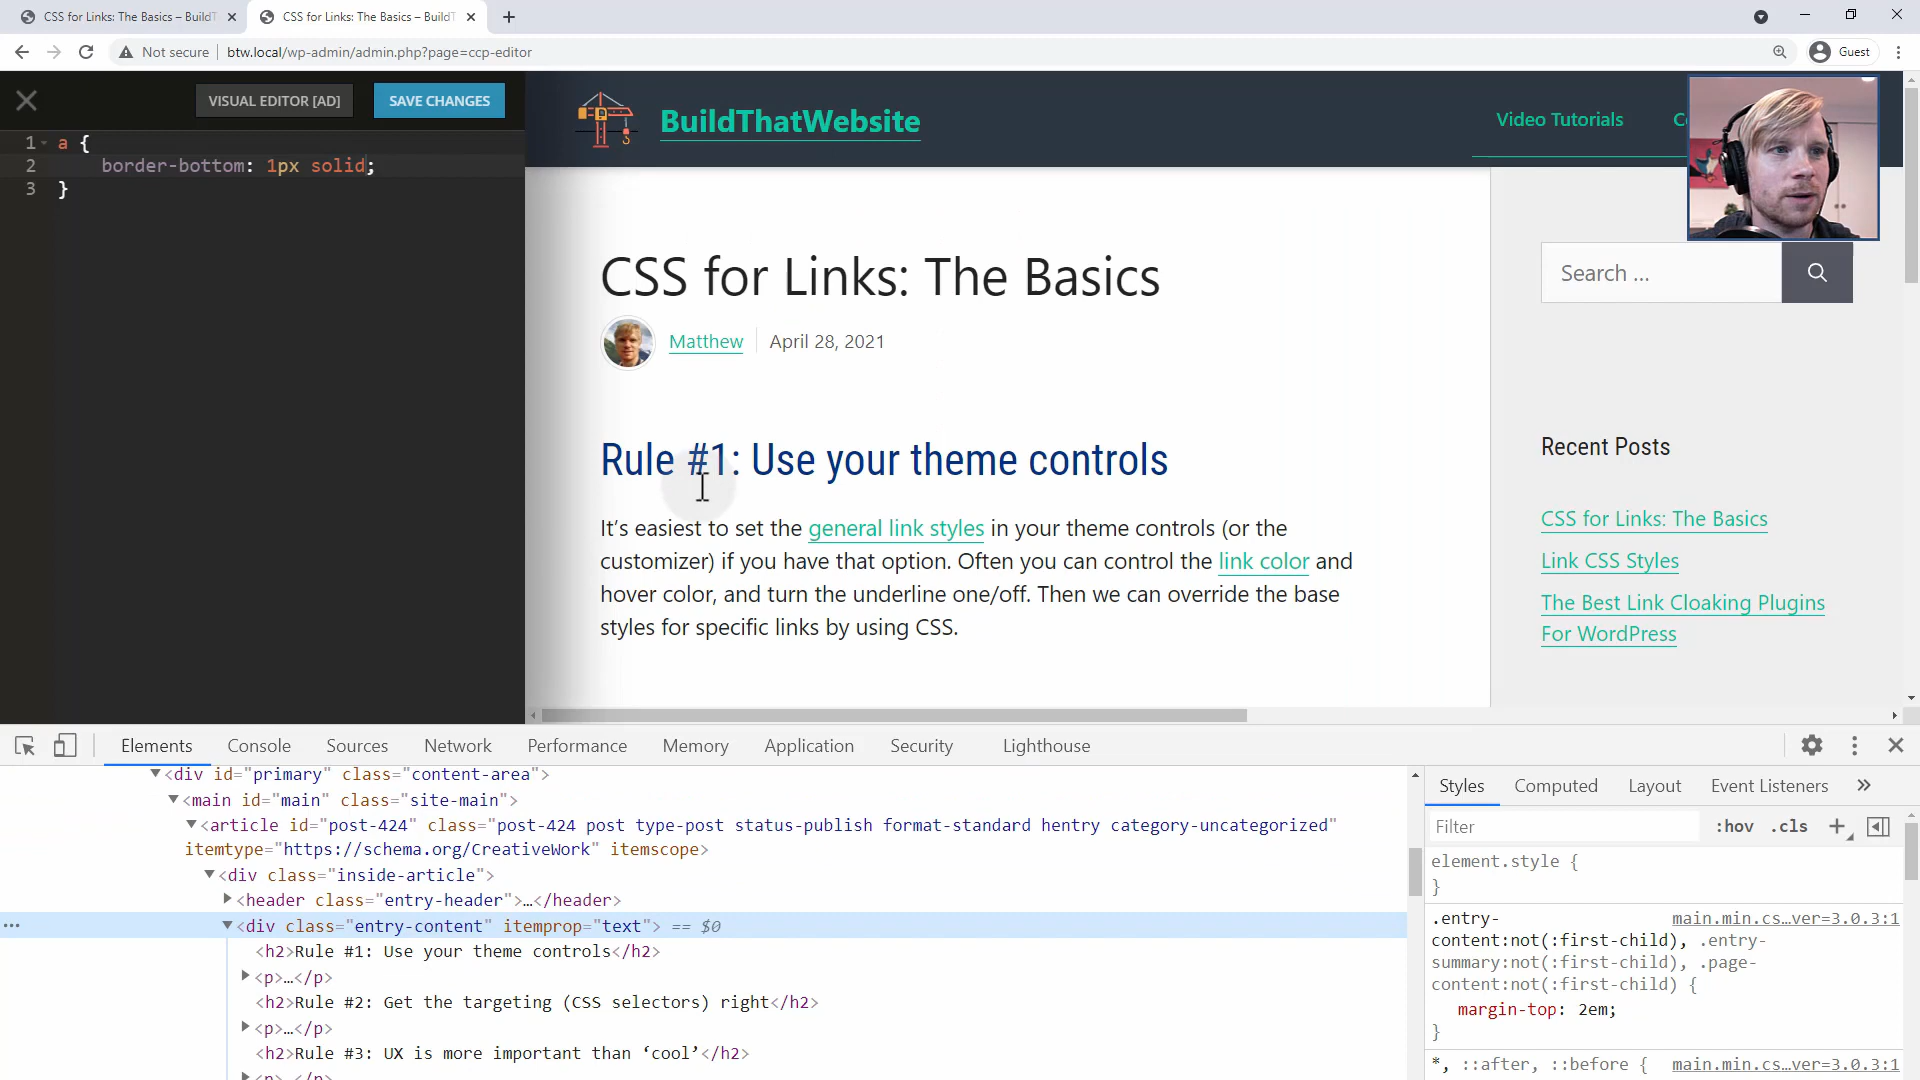 CSS for Links: The Basics – BuildT
CSS for Links: The Basics – BuildT
Not secure
btw.local/wp-admin/admin.php?page=ccp-editor
Guest
VISUAL EDITOR [AD]
SAVE CHANGES
1 a {
2 border-bottom: 1px solid;
3 }
BuildThatWebsite
Video Tutorials
CSS for Links: The Basics
Matthew
April 28, 2021
Rule #1: Use your theme controls
It’s easiest to set the general link styles in your theme controls (or the
customizer) if you have that option. Often you can control the link color and
hover color, and turn the underline one/off. Then we can override the base
styles for specific links by using CSS.
Search …
Recent Posts
CSS for Links: The Basics
Link CSS Styles
The Best Link Cloaking Plugins
For WordPress
Elements Console Sources Network Performance Memory Application Security Lighthouse
<div id="primary" class="content-area">
<main id="main" class="site-main">
<article id="post-424" class="post-424 post type-post status-publish format-standard hentry category-uncategorized"
itemtype="https://schema.org/CreativeWork" itemscope>
<div class="inside-article">
<header class="entry-header">…</header>
<div class="entry-content" itemprop="text"> == $0
<h2>Rule #1: Use your theme controls</h2>
<p>…</p>
<h2>Rule #2: Get the targeting (CSS selectors) right</h2>
<p>…</p>
<h2>Rule #3: UX is more important than ‘cool’</h2>
Styles Computed Layout Event Listeners
Filter
:hov .cls
element.style {
}
.entry- main.min.cs…ver=3.0.3:1
content:not(:first-child), .entry-
summary:not(:first-child), .page-
content:not(:first-child) {
margin-top: 2em;
}
*, ::after, ::before { main.min.cs…ver=3.0.3:1